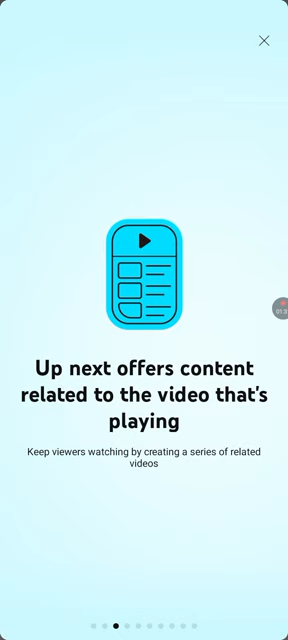 Up next offers content
related to the video that's
playing
Keep viewers watching by creating a series of related
videos